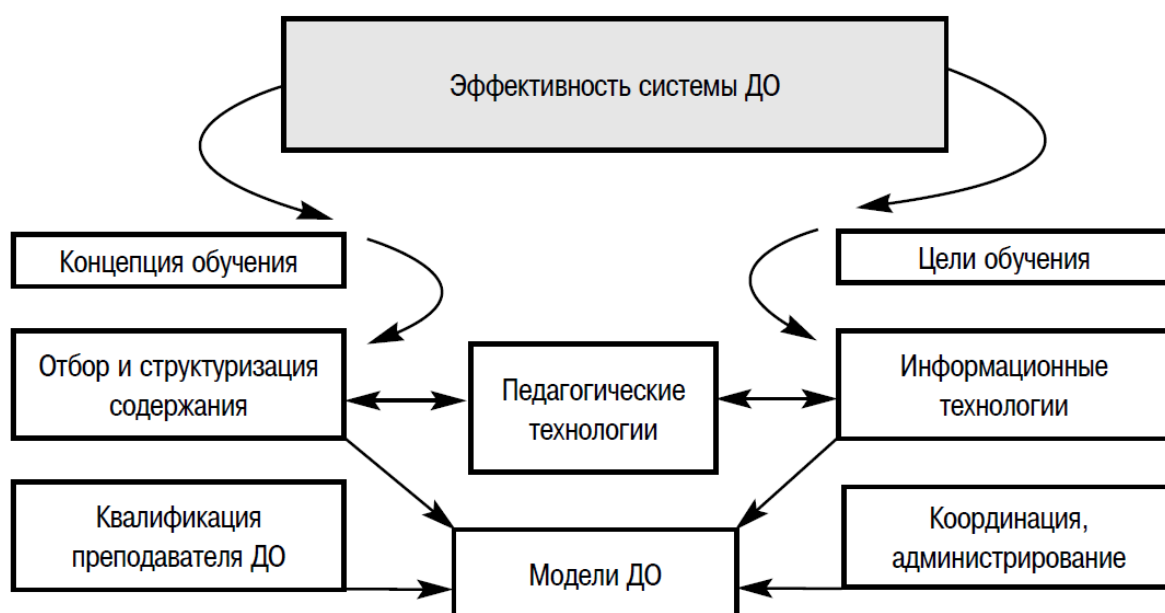 Эффективность системы ДО
Концепция обучения
Цели обучения
Отбор и структуризация
содержания
Педагогические
технологии
Информационные
технологии
Квалификация
преподавателя ДО
Модели ДО
Координация,
администрирование